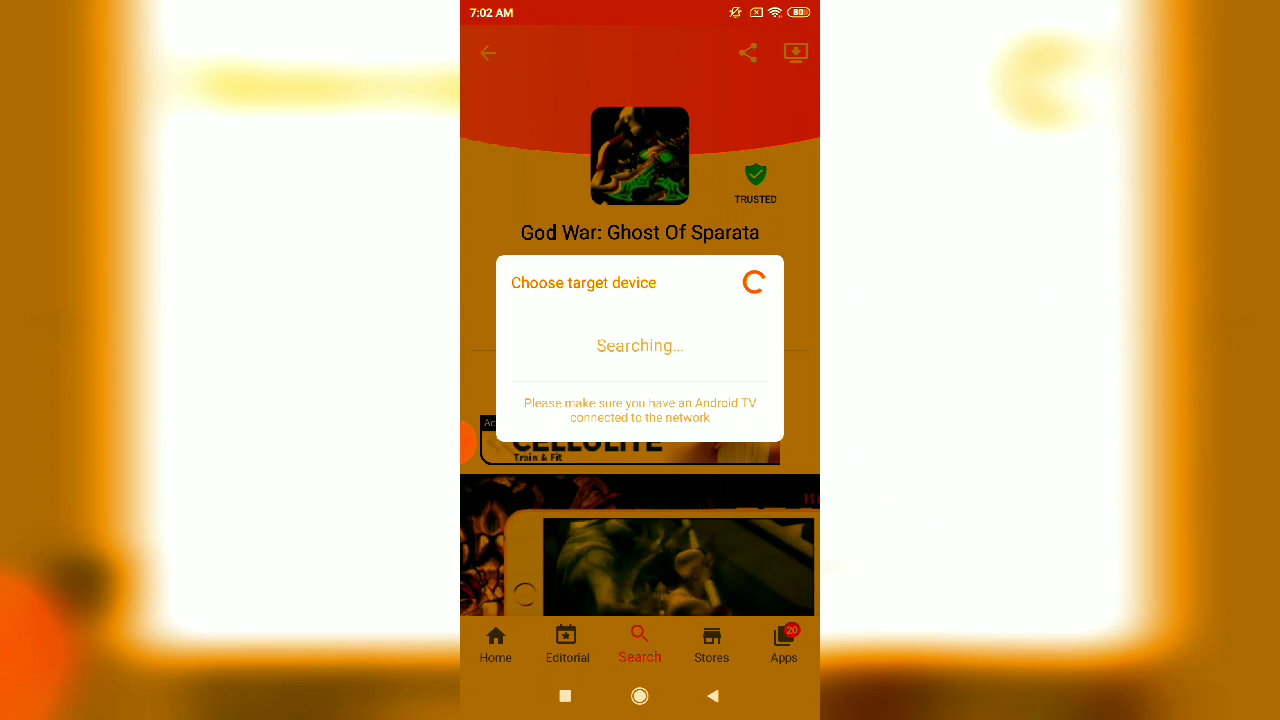 7:02 AM
80
TRUSTED
God War: Ghost Of Sparata
Choose target device
Searching...
Please make sure you have an Android TV
connected to the network
CELLULITE
Train & Fit
20
Home
Editorial
Search
Stores
Apps